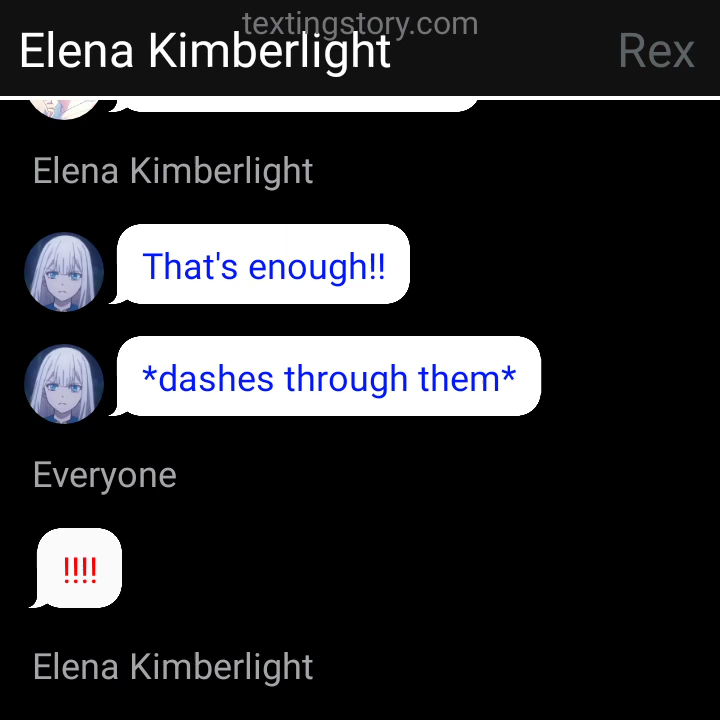 textingstory.com
Elena Kimberlight Rex
Elena Kimberlight
That's enough!!
*dashes through them*
Everyone
!!!!
Elena Kimberlight